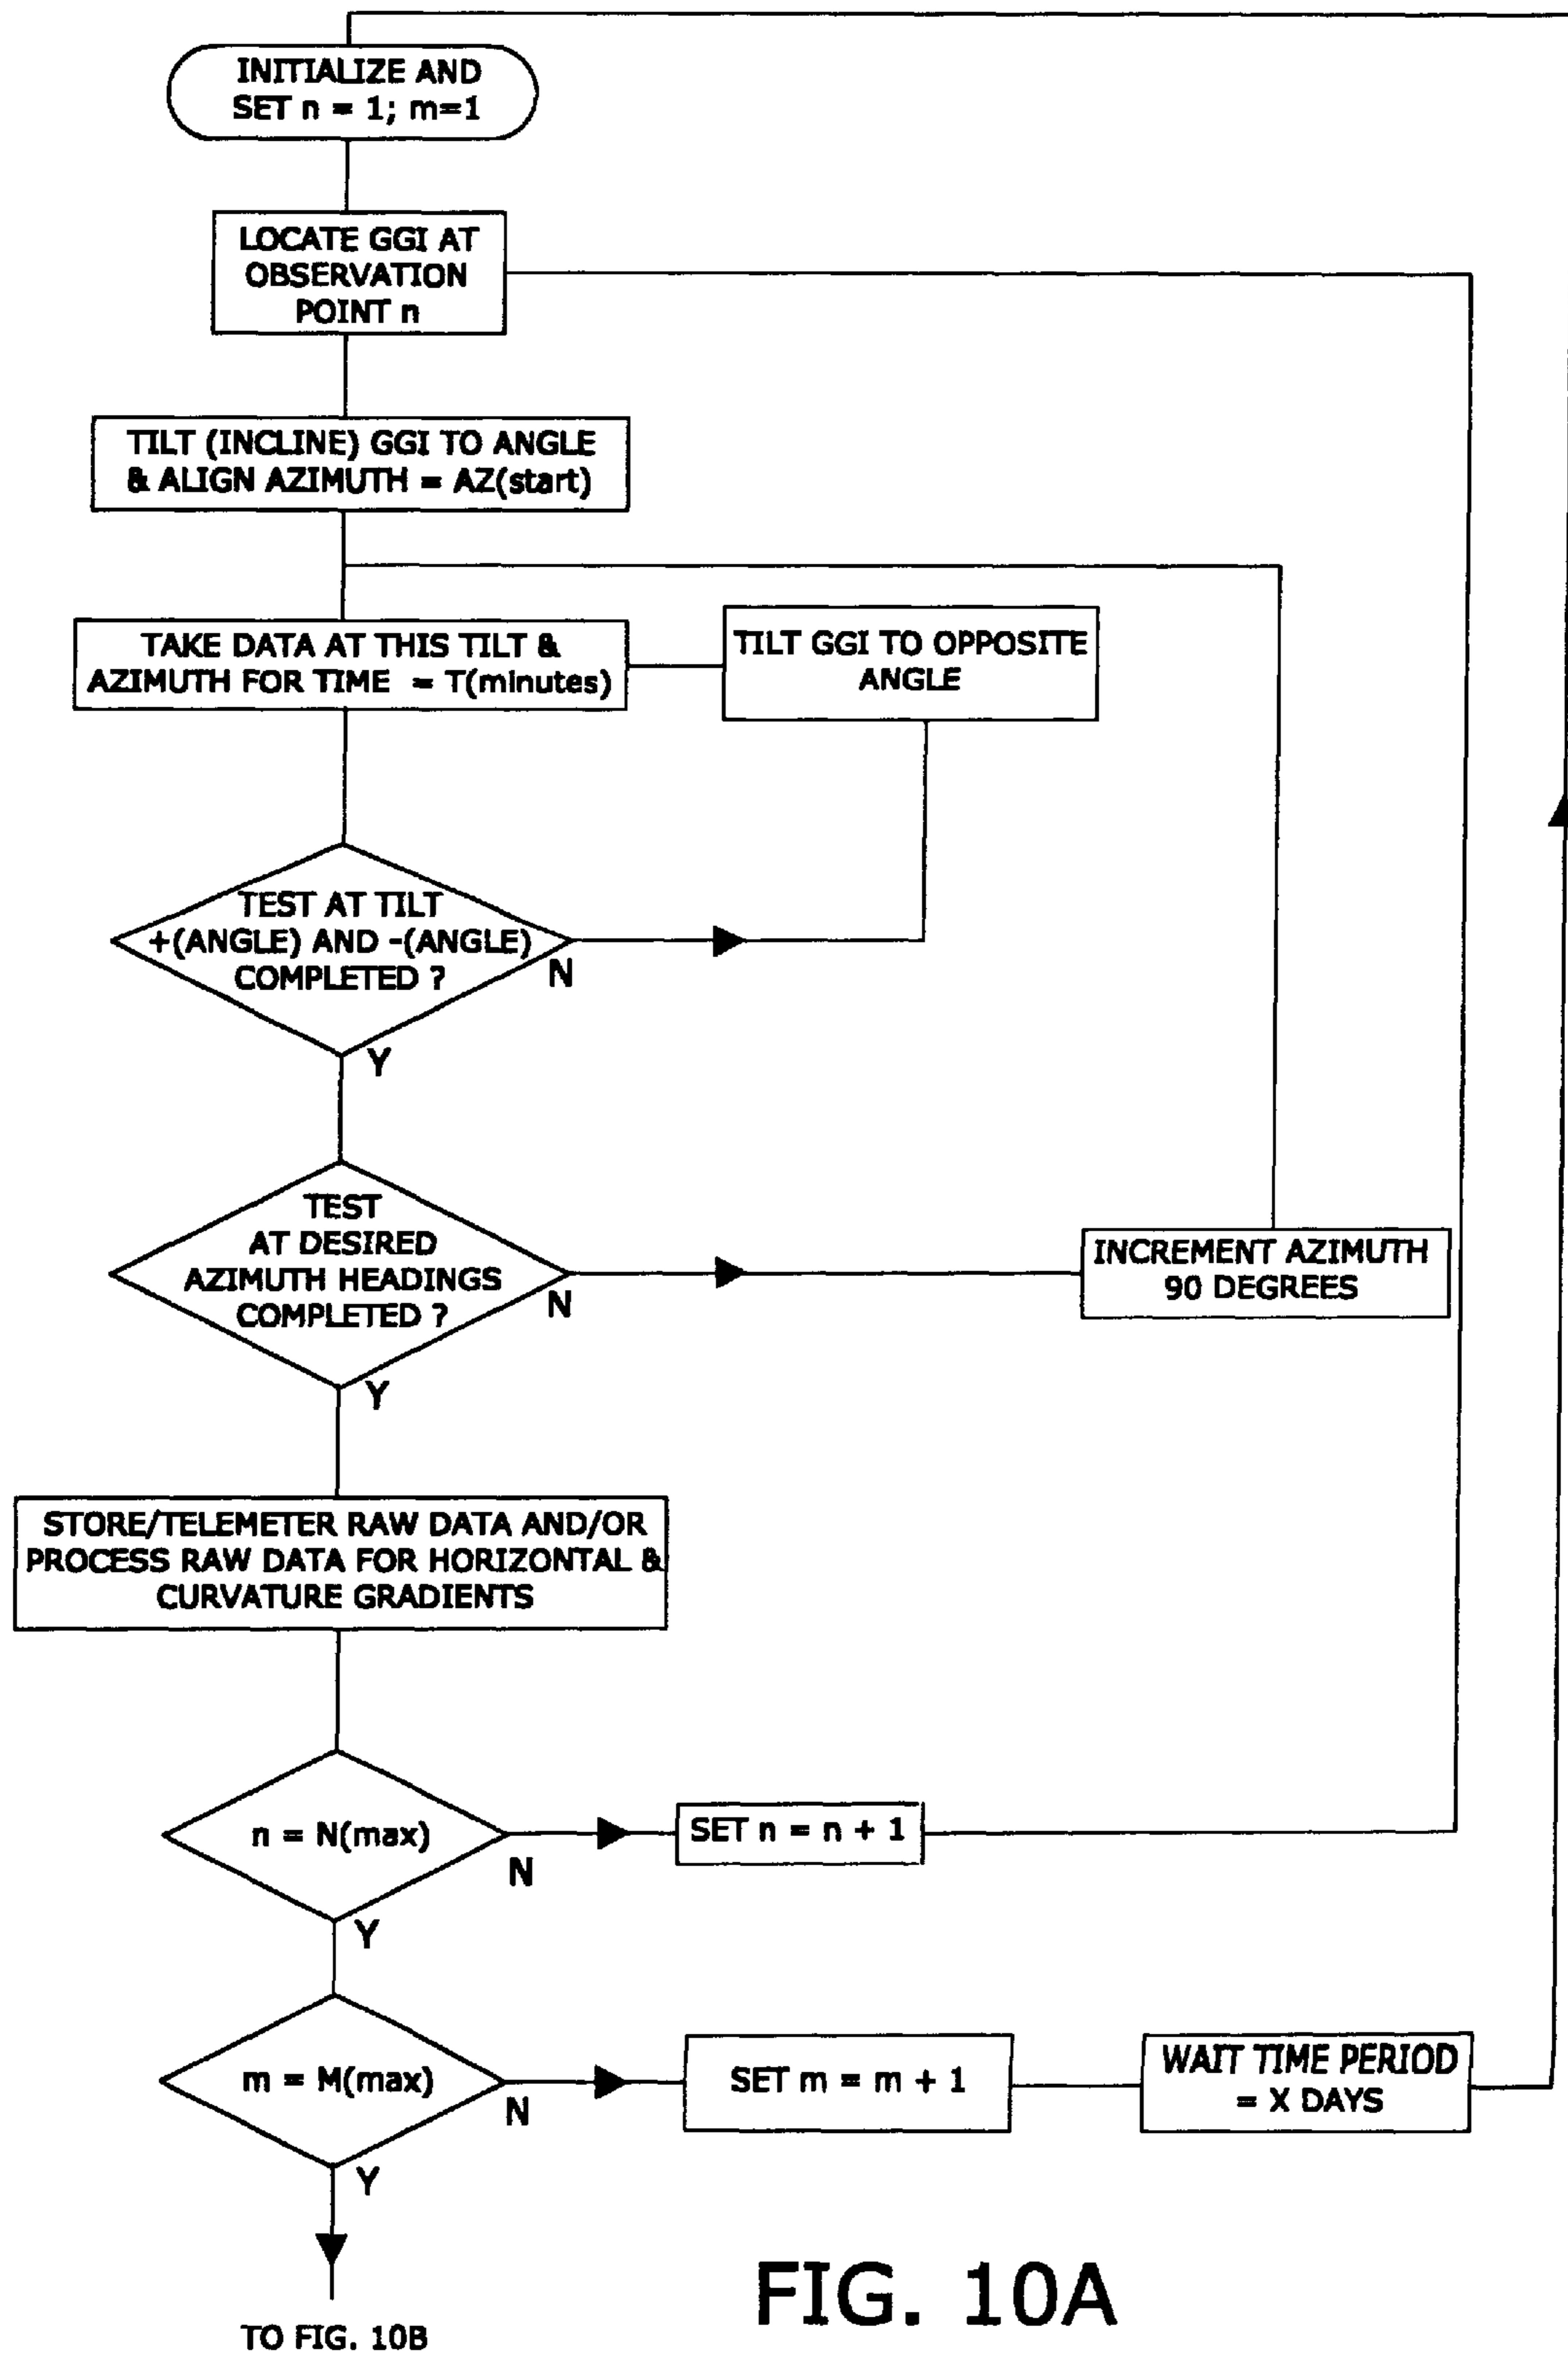 INITIALIZE AND
SET n = 1; m=1
LOCATE GGI AT
OBSERVATION
POINT n
TILT (INCLINE) GGI TO ANGLE
& ALIGN AZIMUTH = AZ(start)
TAKE DATA AT THIS TILT &
AZIMUTH FOR TIME = T(minutes)
TILT GGI TO OPPOSITE
ANGLE
TEST AT TILT
+(ANGLE) AND -(ANGLE)
COMPLETED ?
N
Y
TEST
AT DESIRED
AZIMUTH HEADINGS
COMPLETED ?
N
Y
INCREMENT AZIMUTH
90 DEGREES
STORE/TELEMETER RAW DATA AND/OR
PROCESS RAW DATA FOR HORIZONTAL &
CURVATURE GRADIENTS
n = N(max)
N
Y
SET n = n + 1
m = M(max)
N
Y
SET m = m + 1
WAIT TIME PERIOD
= X DAYS
TO FIG. 10B
FIG. 10A